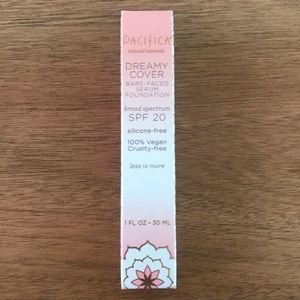 PACIFICA
natural minerals
DREAMY
COVER
BARE-FACED
SERUM
FOUNDATION
broad spectrum
SPF 20
silicone-free
100% Vegan
Cruelty-free
less is more
1 FL OZ • 30 ML